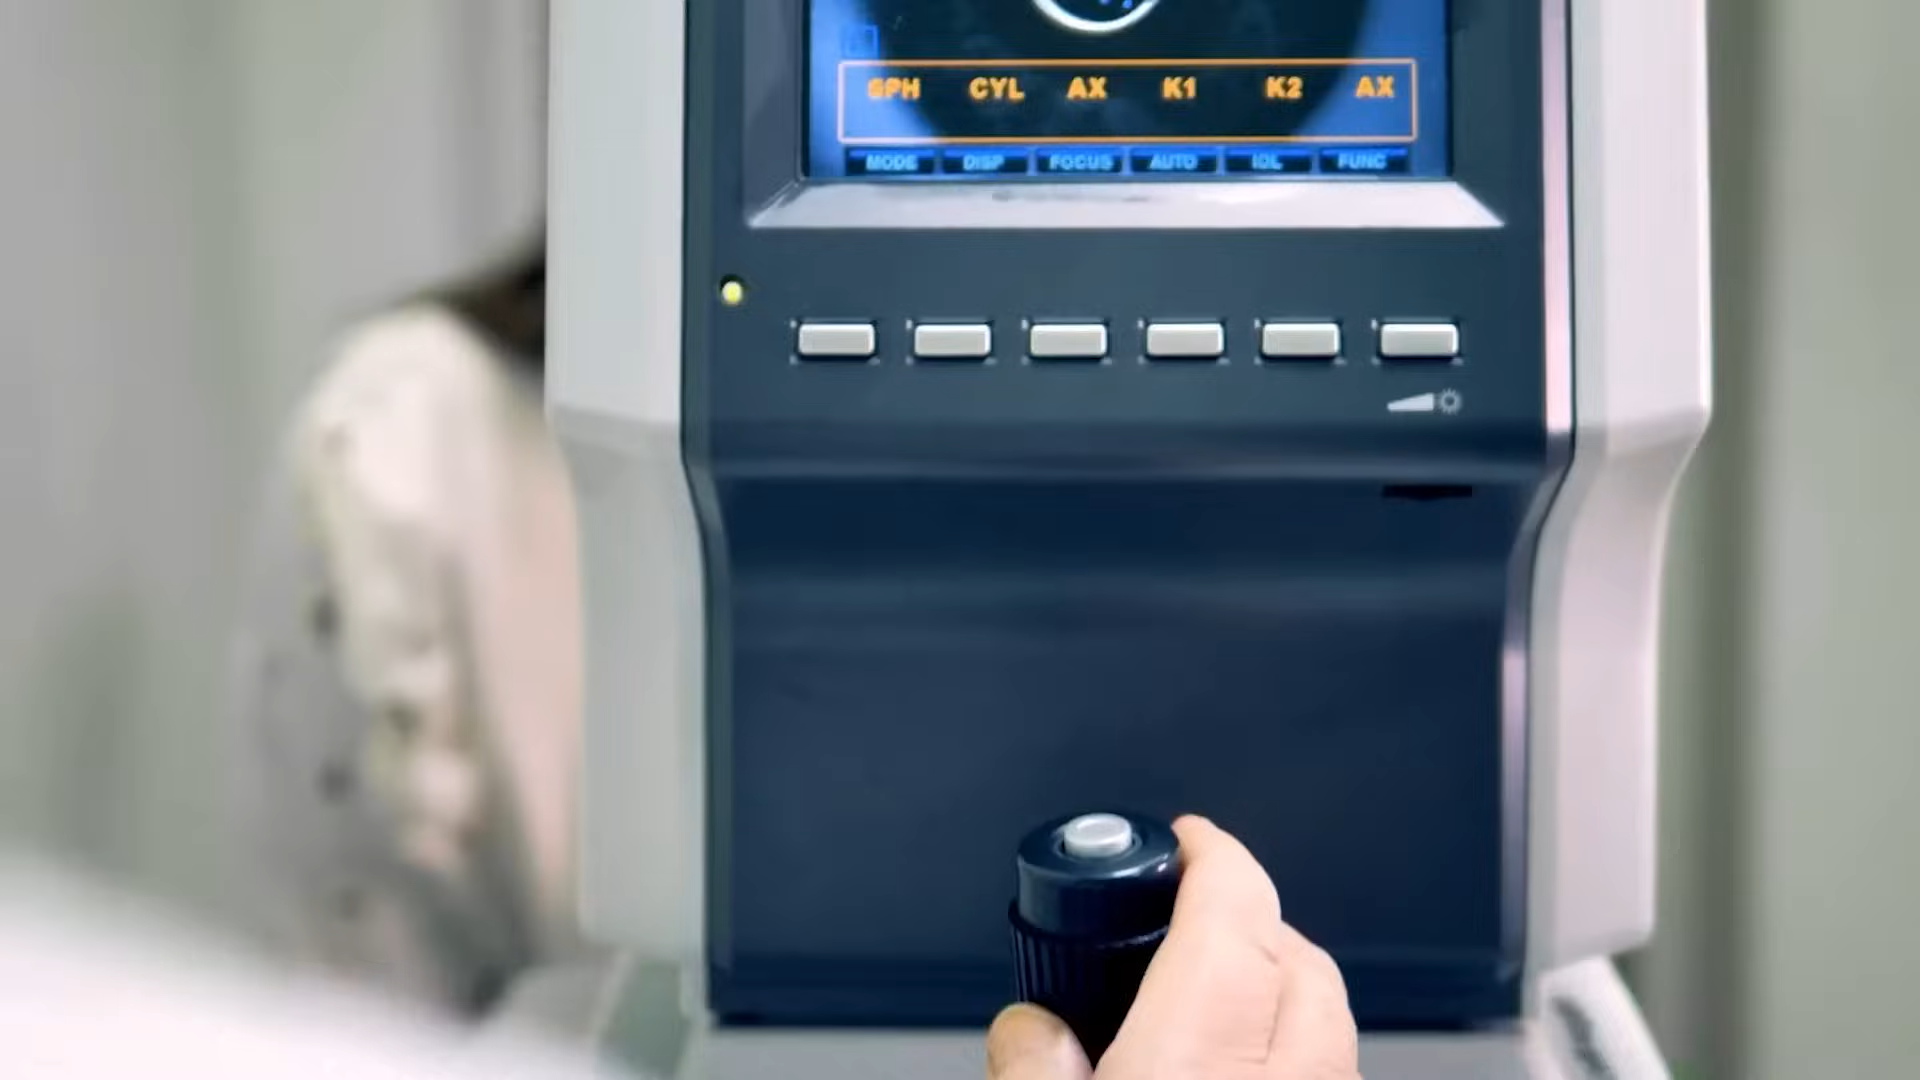 SPH CYL AX K1 K2 AX
MODE DISP FOCUS AUTO IOL FUNC